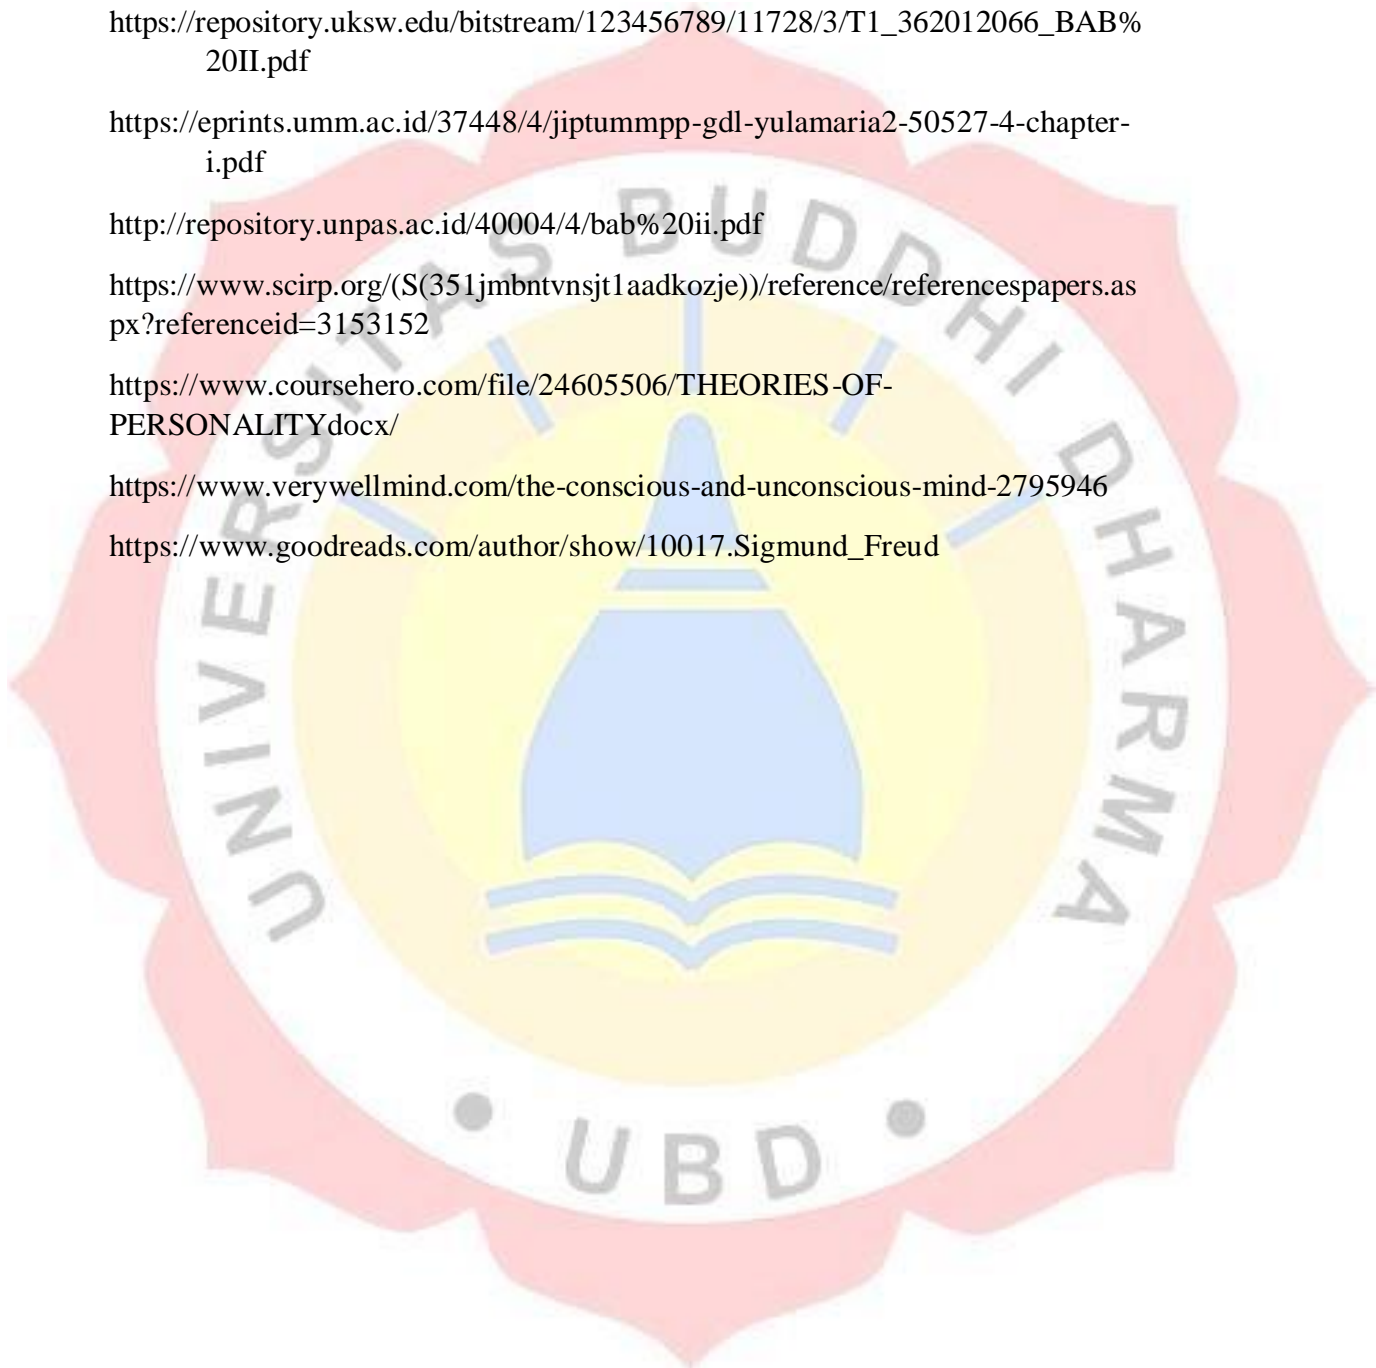 https://repository.uksw.edu/bitstream/123456789/11728/3/T1_362012066_BAB%
20II.pdf
https://eprints.umm.ac.id/37448/4/jiptummpp-gdl-yulamaria2-50527-4-chapter-
i.pdf
http://repository.unpas.ac.id/40004/4/bab%20ii.pdf
https://www.scirp.org/(S(351jmbntvnsjt1aadkozje))/reference/referencespapers.as
px?referenceid=3153152
https://www.coursehero.com/file/24605506/THEORIES-OF-
PERSONALITYdocx/
https://www.verywellmind.com/the-conscious-and-unconscious-mind-2795946
https://www.goodreads.com/author/show/10017.Sigmund_Freud
UNIVERSITAS BUDDHI DHARMA
• UBD •